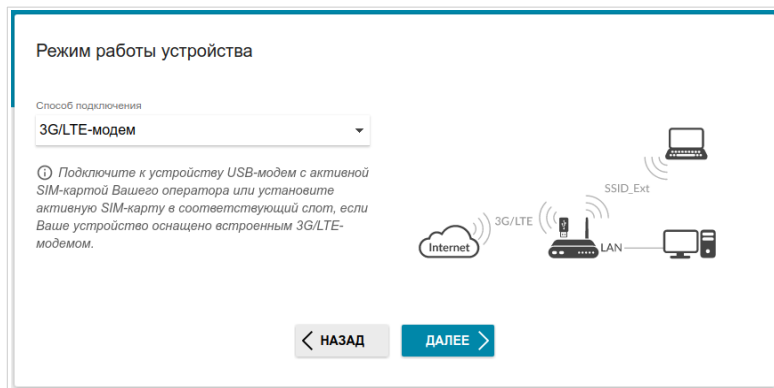 Режим работы устройства
Способ подключения
3G/LTE-модем
Подключите к устройству USB-модем с активной
SIM-картой Вашего оператора или установите
активную SIM-карту в соответствующий слот, если
Ваше устройство оснащено встроенным 3G/LTE-
модемом.
SSID_Ext
3G/LTE
Internet
LAN
НАЗАД
ДАЛЕЕ